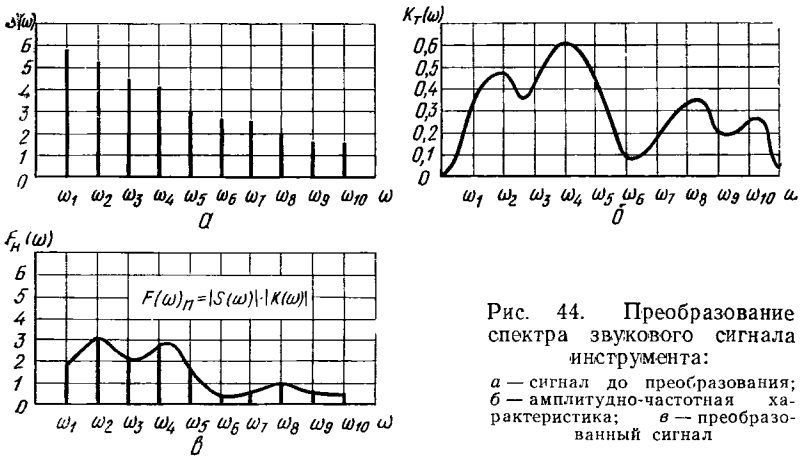 S(ω)
6
5
4
3
2
1
0
ω1 ω2 ω3 ω4 ω5 ω6 ω7 ω8 ω9 ω10 ω
а
KТ(ω)
0,6
0,5
0,4
0,3
0,2
0,1
0
ω1 ω2 ω3 ω4 ω5 ω6 ω7 ω8 ω9 ω10 ω
б
Fн(ω)
6
5
4
3
2
1
0
F(ω)п=|S(ω)|·|K(ω)|
ω1 ω2 ω3 ω4 ω5 ω6 ω7 ω8 ω9 ω10 ω
в
Рис. 44. Преобразование
спектра звукового сигнала
инструмента:
а — сигнал до преобразования;
б — амплитудно-частотная ха-
рактеристика; в — преобразо-
ванный сигнал